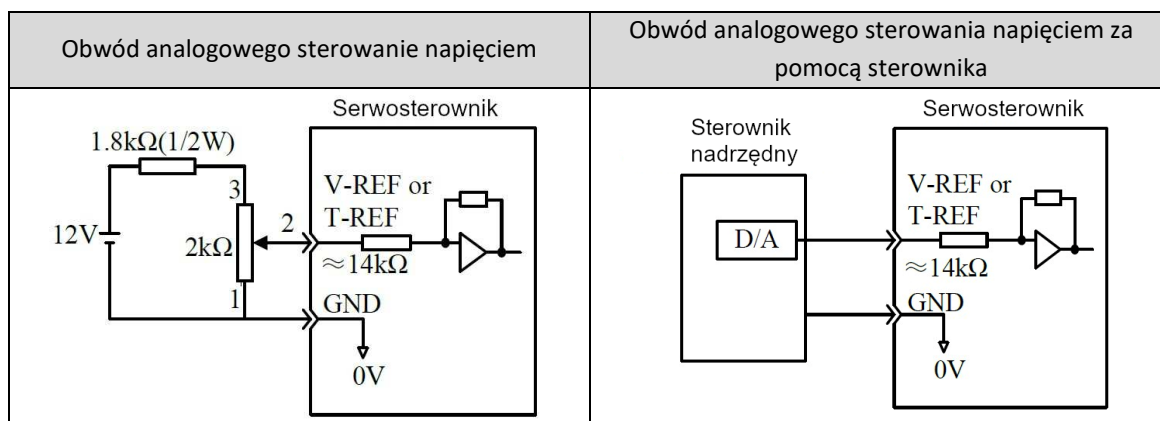 Obwód analogowego sterowanie napięciem
Obwód analogowego sterowania napięciem za
pomocą sterownika
Serwosterownik
1.8kΩ(1/2W)
3
V-REF or
2
T-REF
12V
2kΩ
≈14kΩ
1
GND
0V
Serwosterownik
Sterownik
nadrzędny
V-REF or
T-REF
D/A
≈14kΩ
GND
0V